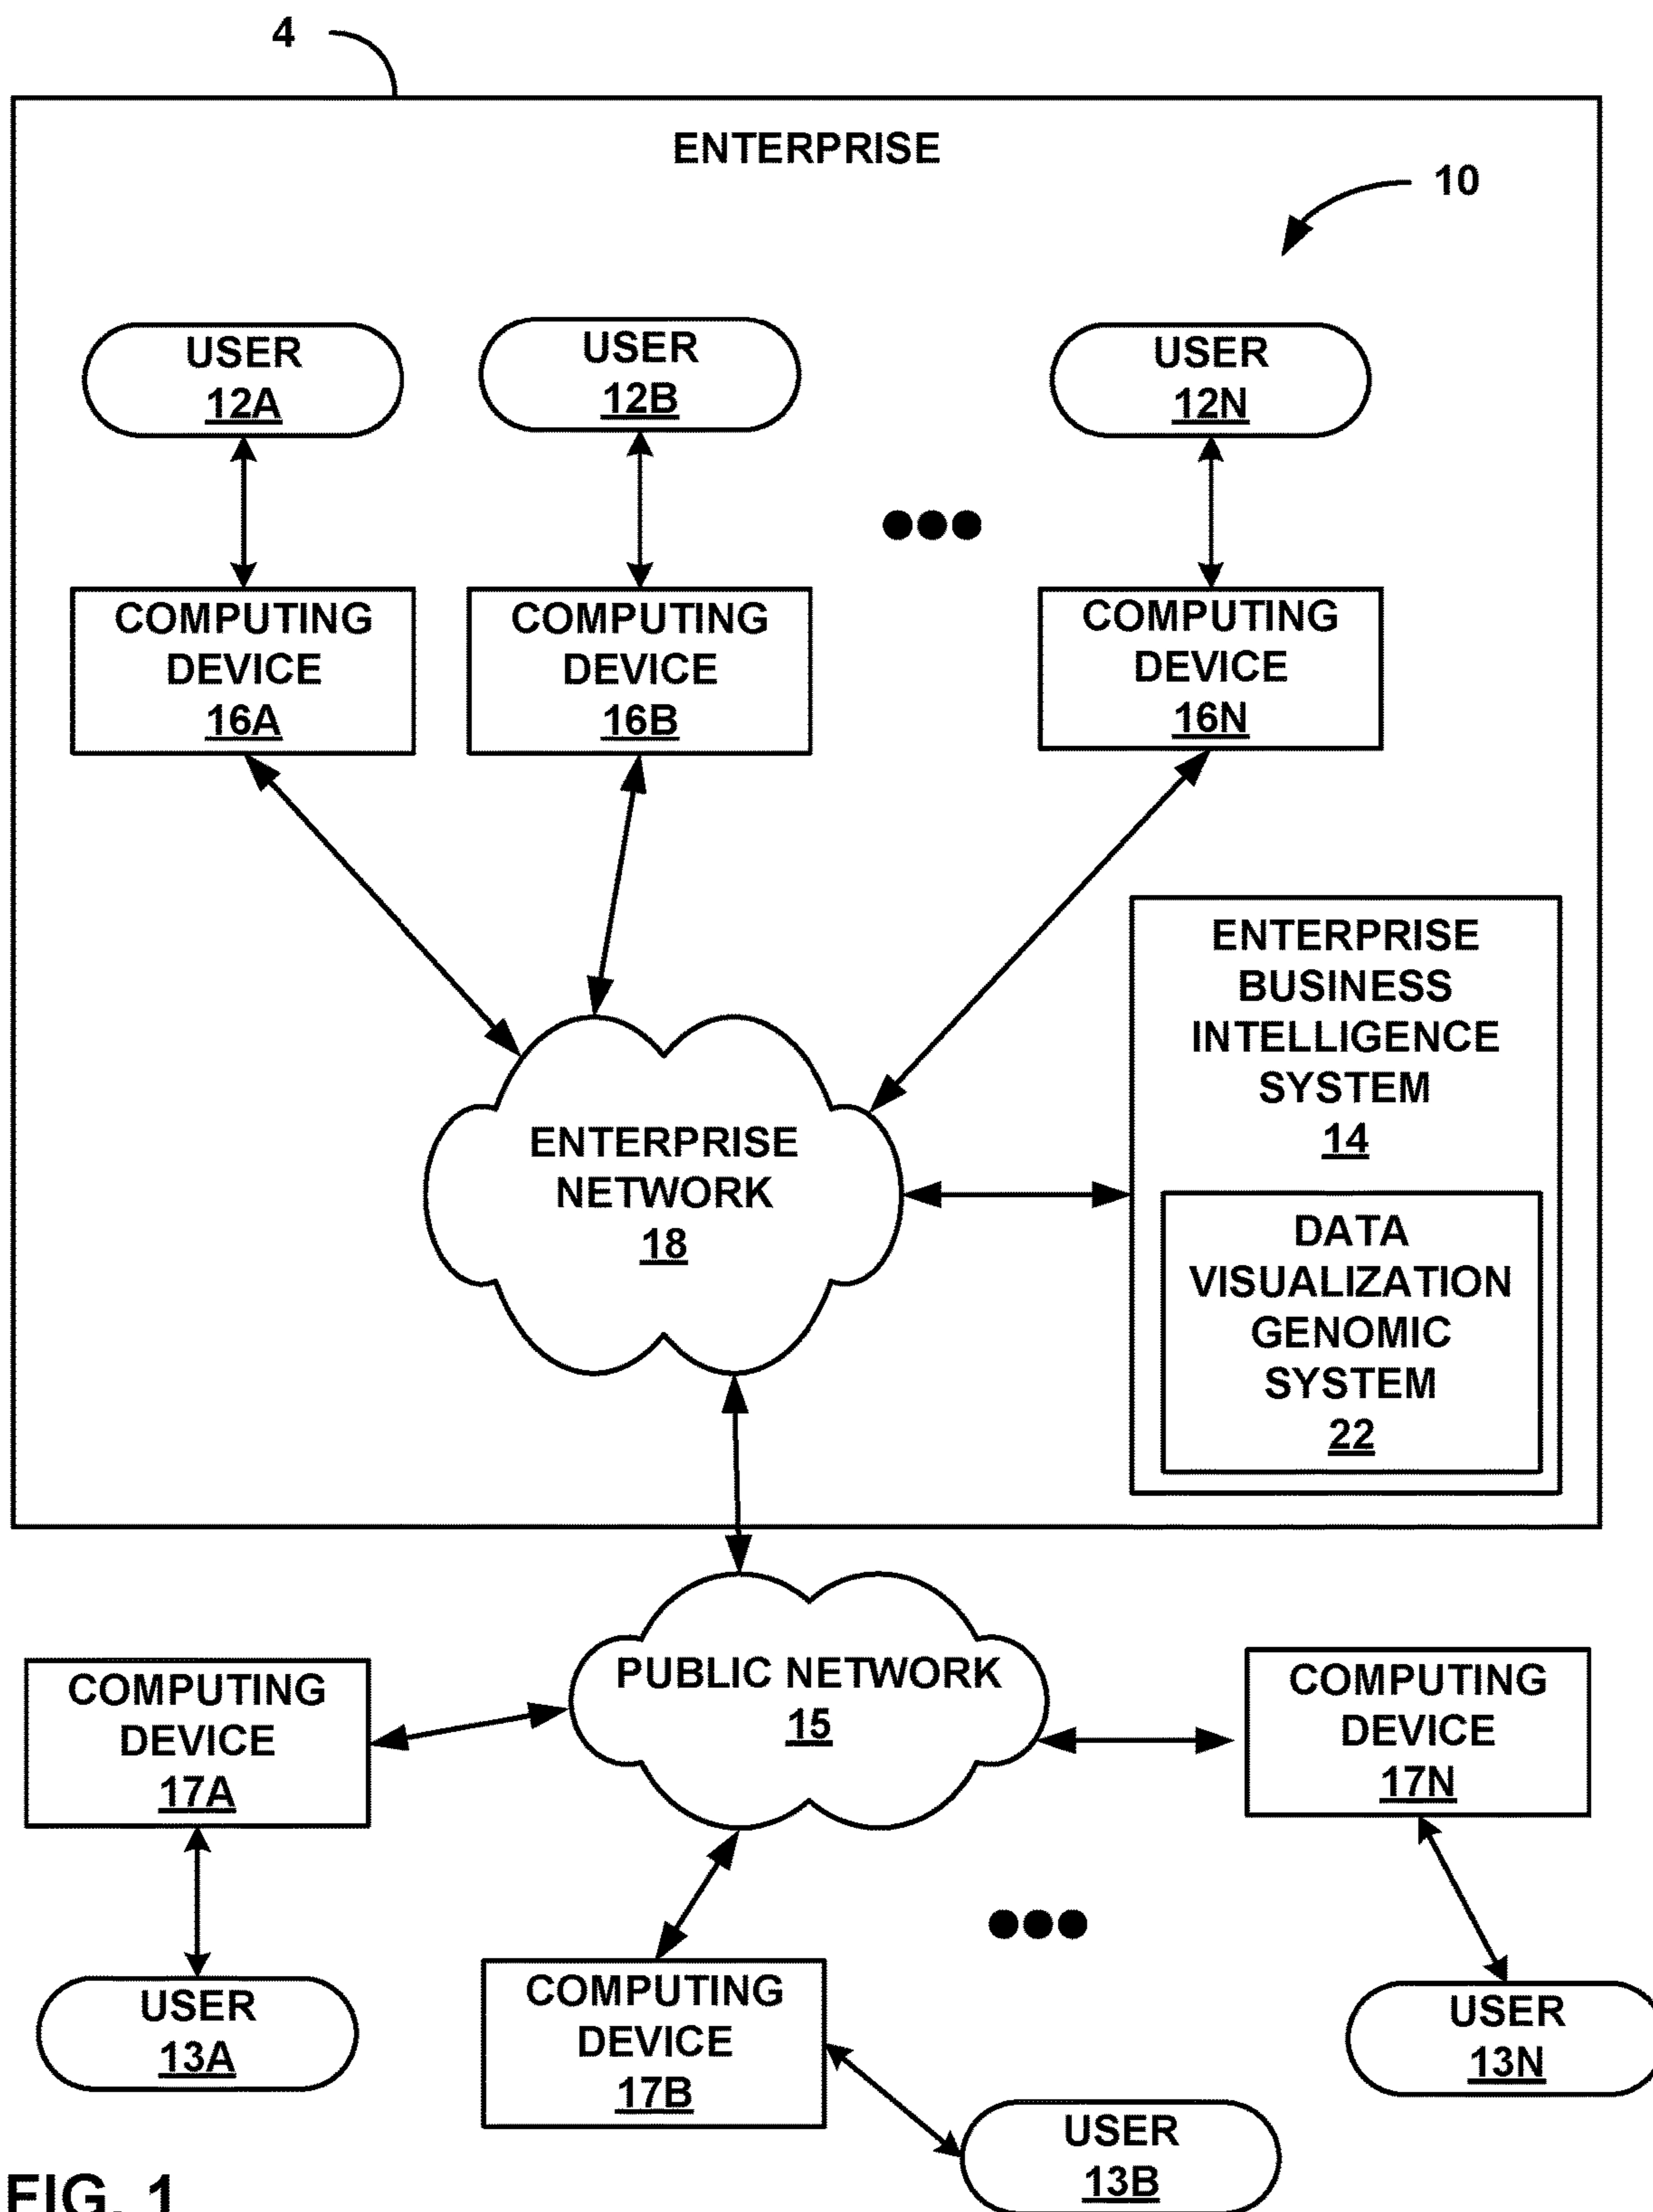 4
ENTERPRISE
10
USER
12A
USER
12B
USER
12N
COMPUTING
DEVICE
16A
COMPUTING
DEVICE
16B
COMPUTING
DEVICE
16N
ENTERPRISE
BUSINESS
INTELLIGENCE
SYSTEM
14
ENTERPRISE
NETWORK
18
DATA
VISUALIZATION
GENOMIC
SYSTEM
22
PUBLIC NETWORK
15
COMPUTING
DEVICE
17A
COMPUTING
DEVICE
17N
USER
13A
COMPUTING
DEVICE
17B
USER
13N
USER
13B
FIG. 1